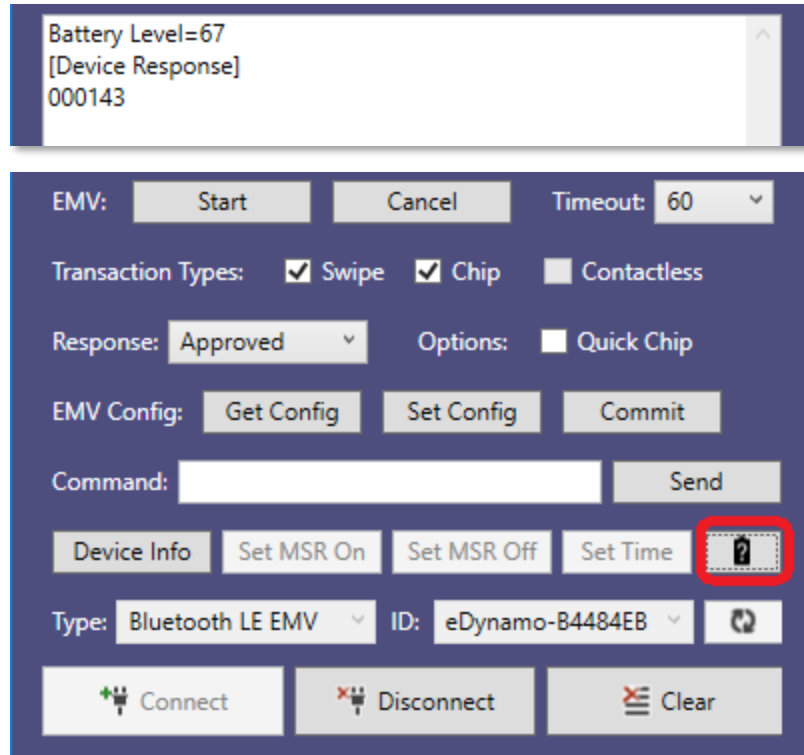 Battery Level=67
[Device Response]
000143
EMV: Start Cancel Timeout: 60
Transaction Types: Swipe Chip Contactless
Response: Approved Options: Quick Chip
EMV Config: Get Config Set Config Commit
Command: Send
Device Info Set MSR On Set MSR Off Set Time ?
Type: Bluetooth LE EMV ID: eDynamo-B4484EB
Connect Disconnect Clear